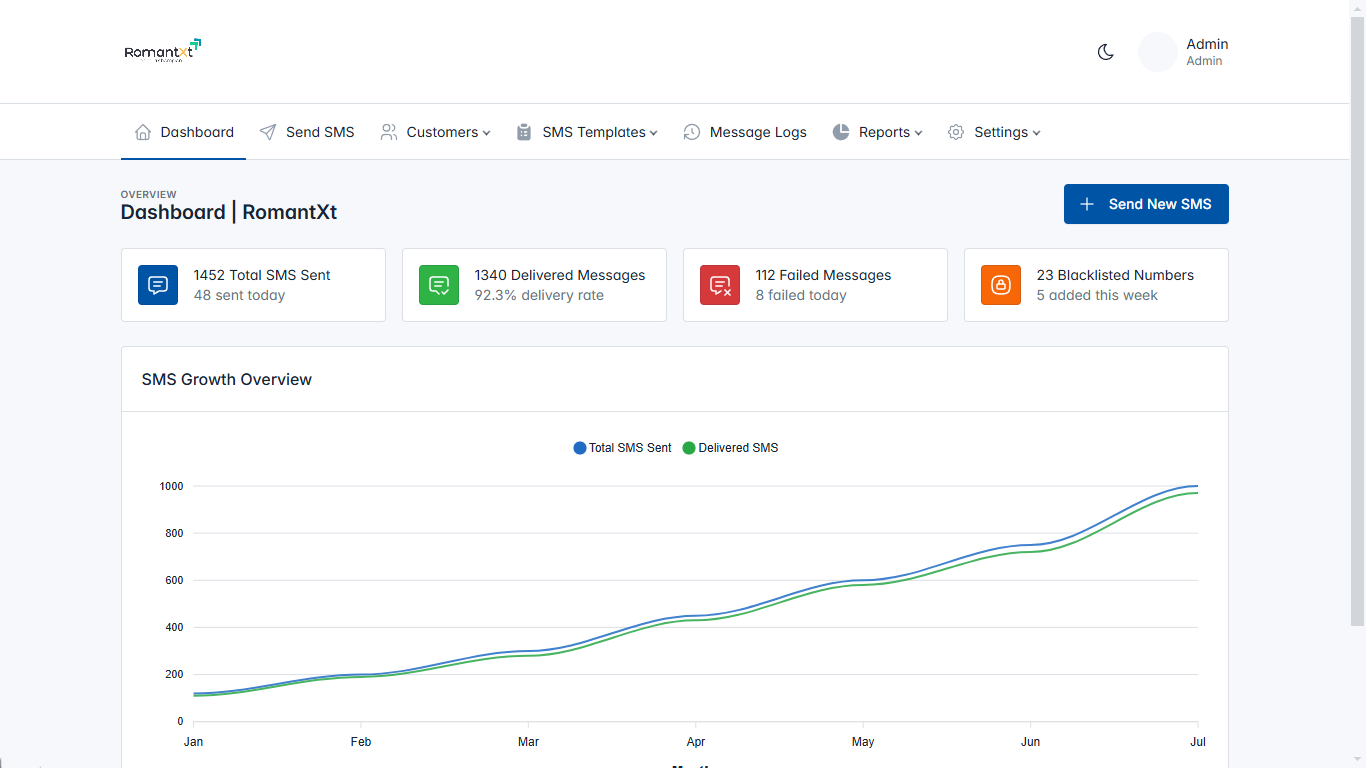 RomantXt
Admin
Admin
Dashboard
Send SMS
Customers
SMS Templates
Message Logs
Reports
Settings
OVERVIEW
Dashboard | RomantXt
Send New SMS
1452 Total SMS Sent
48 sent today
1340 Delivered Messages
92.3% delivery rate
112 Failed Messages
8 failed today
23 Blacklisted Numbers
5 added this week
SMS Growth Overview
Total SMS Sent
Delivered SMS
1000
800
600
400
200
0
Jan
Feb
Mar
Apr
May
Jun
Jul